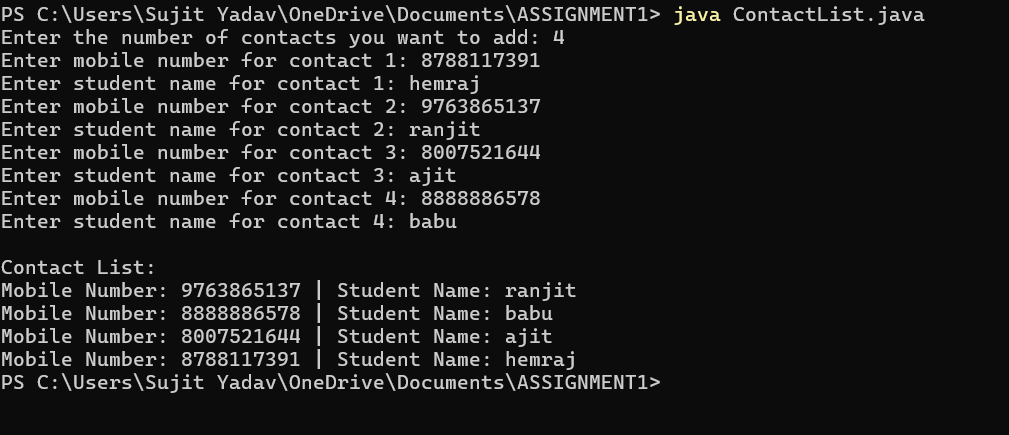 PS C:\Users\Sujit Yadav\OneDrive\Documents\ASSIGNMENT1> java ContactList.java
Enter the number of contacts you want to add: 4
Enter mobile number for contact 1: 8788117391
Enter student name for contact 1: hemraj
Enter mobile number for contact 2: 9763865137
Enter student name for contact 2: ranjit
Enter mobile number for contact 3: 8007521644
Enter student name for contact 3: ajit
Enter mobile number for contact 4: 8888886578
Enter student name for contact 4: babu

Contact List:
Mobile Number: 9763865137 | Student Name: ranjit
Mobile Number: 8888886578 | Student Name: babu
Mobile Number: 8007521644 | Student Name: ajit
Mobile Number: 8788117391 | Student Name: hemraj
PS C:\Users\Sujit Yadav\OneDrive\Documents\ASSIGNMENT1>